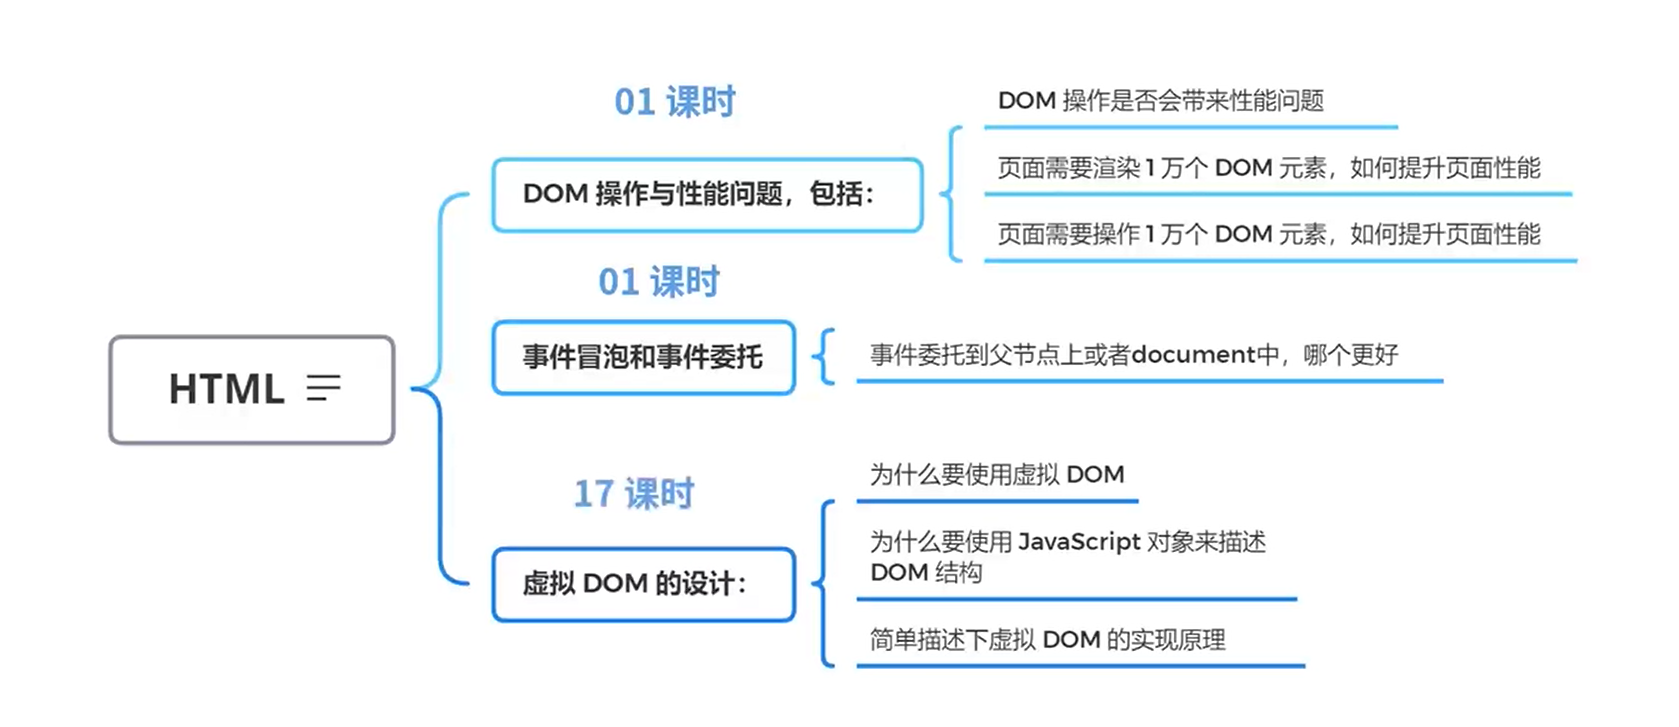 HTML
01 课时
DOM 操作与性能问题，包括：
DOM 操作是否会带来性能问题
页面需要渲染 1 万个 DOM 元素，如何提升页面性能
页面需要操作 1 万个 DOM 元素，如何提升页面性能
01 课时
事件冒泡和事件委托
事件委托到父节点上或者document中，哪个更好
17 课时
虚拟 DOM 的设计：
为什么要使用虚拟 DOM
为什么要使用 JavaScript 对象来描述
DOM 结构
简单描述下虚拟 DOM 的实现原理